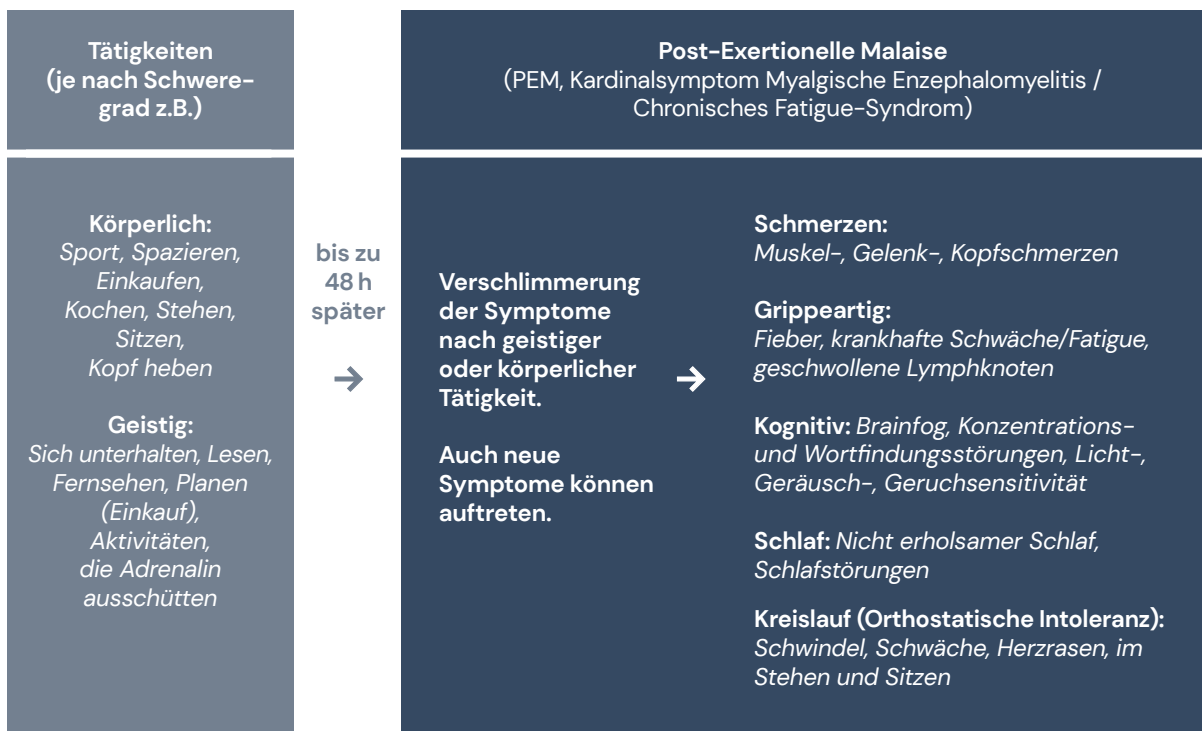 Tätigkeiten
(je nach Schwere-
grad z.B.)
Post-Exertionelle Malaise
(PEM, Kardinalsymptom Myalgische Enzephalomyelitis /
Chronisches Fatigue-Syndrom)
Körperlich:
Sport, Spazieren,
Einkaufen,
Kochen, Stehen,
Sitzen,
Kopf heben
Geistig:
Sich unterhalten, Lesen,
Fernsehen, Planen
(Einkauf),
Aktivitäten,
die Adrenalin
ausschütten
bis zu
48 h
später
→
Verschlimmerung
der Symptome
nach geistiger
oder körperlicher
Tätigkeit.
Auch neue
Symptome können
auftreten.
→
Schmerzen:
Muskel-, Gelenk-, Kopfschmerzen
Grippeartig:
Fieber, krankhafte Schwäche/Fatigue,
geschwollene Lymphknoten
Kognitiv: Brainfog, Konzentrations-
und Wortfindungsstörungen, Licht-,
Geräusch-, Geruchsensitivität
Schlaf: Nicht erholsamer Schlaf,
Schlafstörungen
Kreislauf (Orthostatische Intoleranz):
Schwindel, Schwäche, Herzrasen, im
Stehen und Sitzen